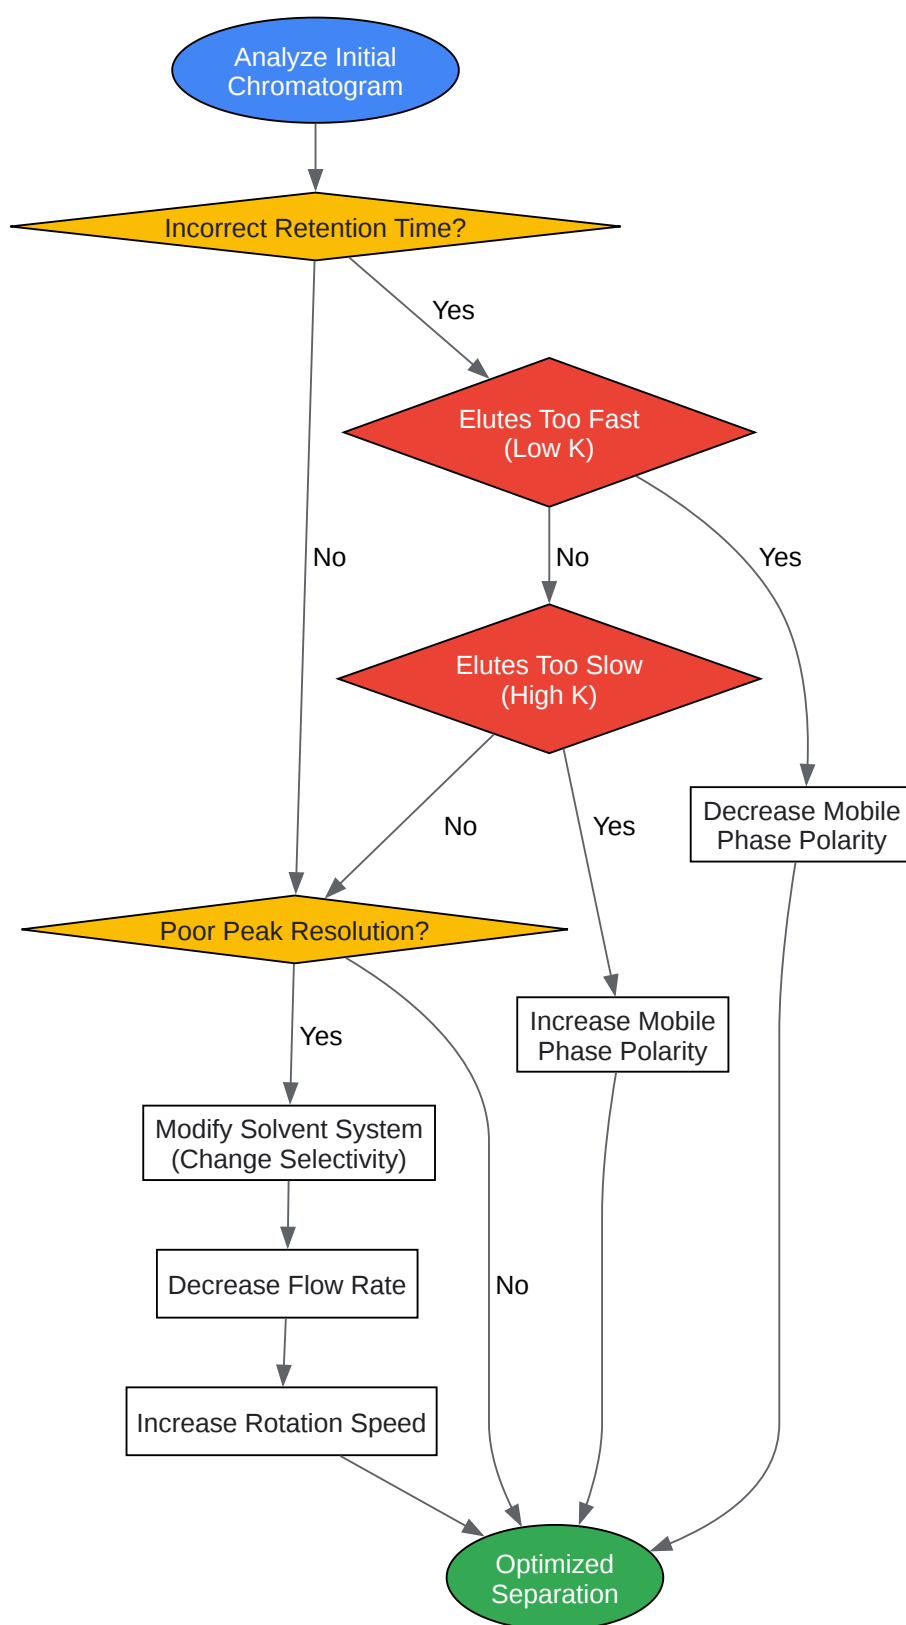 Analyze Initial
Chromatogram
Incorrect Retention Time?
Yes
Elutes Too Fast
(Low K)
No
No
Yes
Elutes Too Slow
(High K)
Decrease Mobile
Phase Polarity
No
Yes
Poor Peak Resolution?
Increase Mobile
Phase Polarity
Yes
Modify Solvent System
(Change Selectivity)
Decrease Flow Rate
No
Increase Rotation Speed
Optimized
Separation